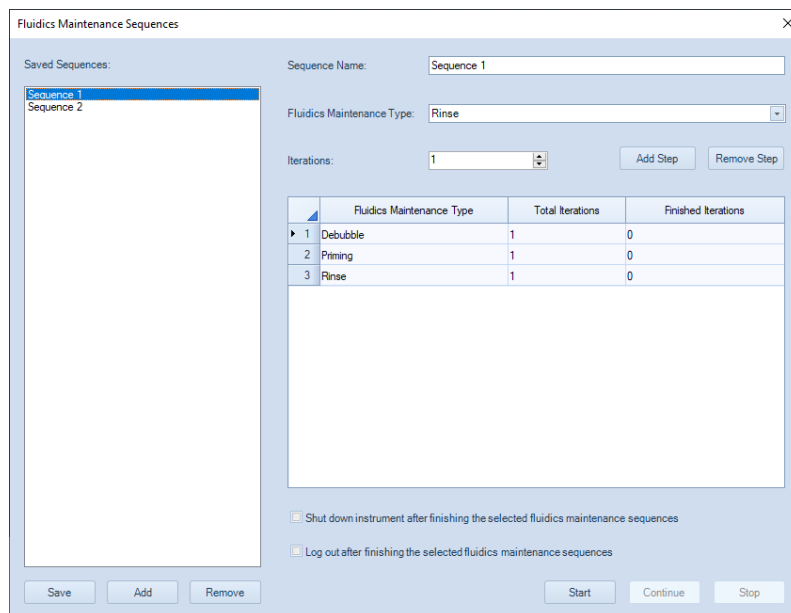 Fluidics Maintenance Sequences
Saved Sequences:
Sequence 1
Sequence 2
Save Add Remove
Sequence Name: Sequence 1
Fluidics Maintenance Type: Rinse
Iterations: 1 Add Step Remove Step
Fluidics Maintenance Type Total Iterations Finished Iterations
1 Debubble 1 0
2 Priming 1 0
3 Rinse 1 0
Shut down instrument after finishing the selected fluidics maintenance sequences
Log out after finishing the selected fluidics maintenance sequences
Start Continue Stop